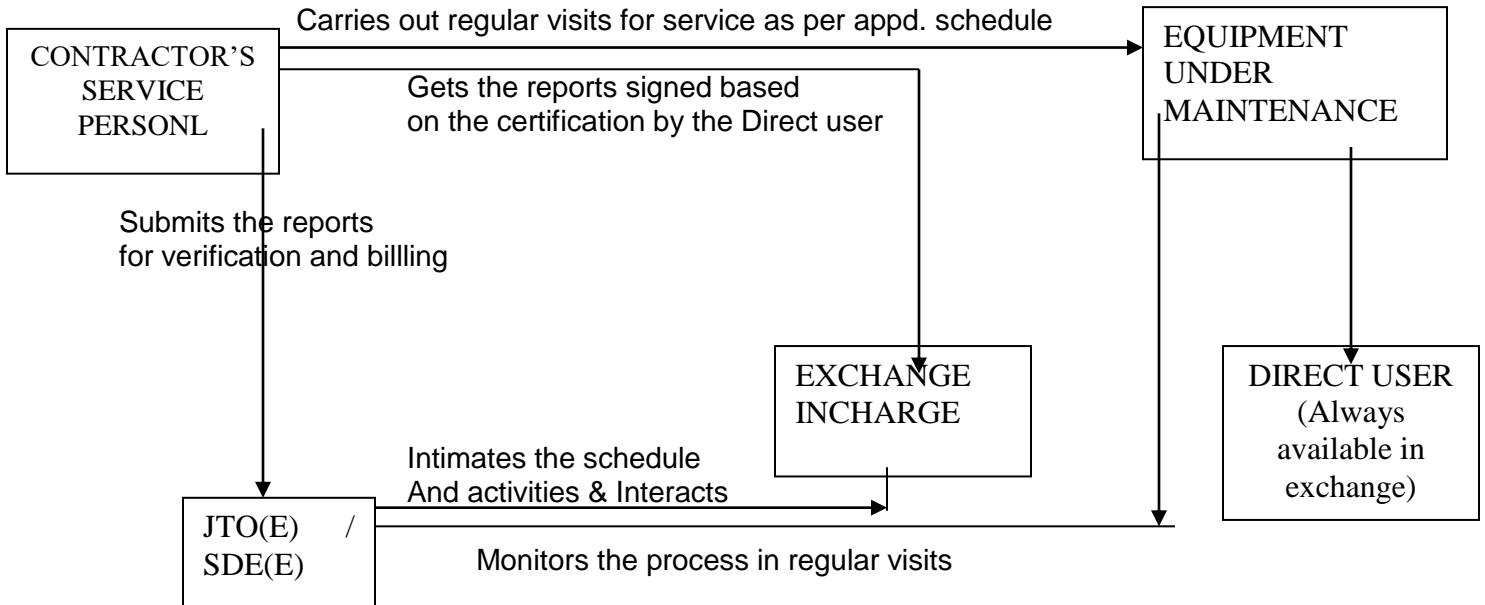 Carries out regular visits for service as per appd. schedule
CONTRACTOR’S
SERVICE
PERSONL
EQUIPMENT
UNDER
MAINTENANCE
Gets the reports signed based
on the certification by the Direct user
Submits the reports
for verification and billling
EXCHANGE
INCHARGE
DIRECT USER
(Always
available in
exchange)
Intimates the schedule
And activities & Interacts
JTO(E) /
SDE(E)
Monitors the process in regular visits